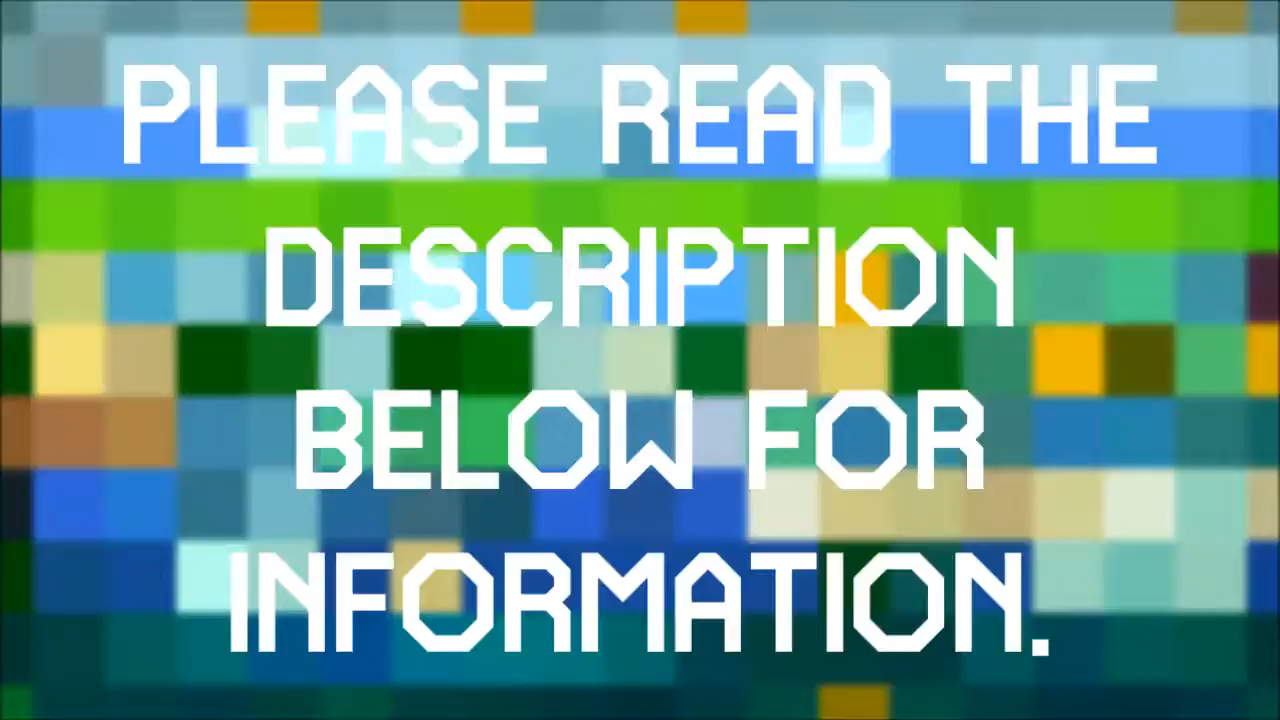 PLEASE READ THE
DESCRIPTION
BELOW FOR
INFORMATION.